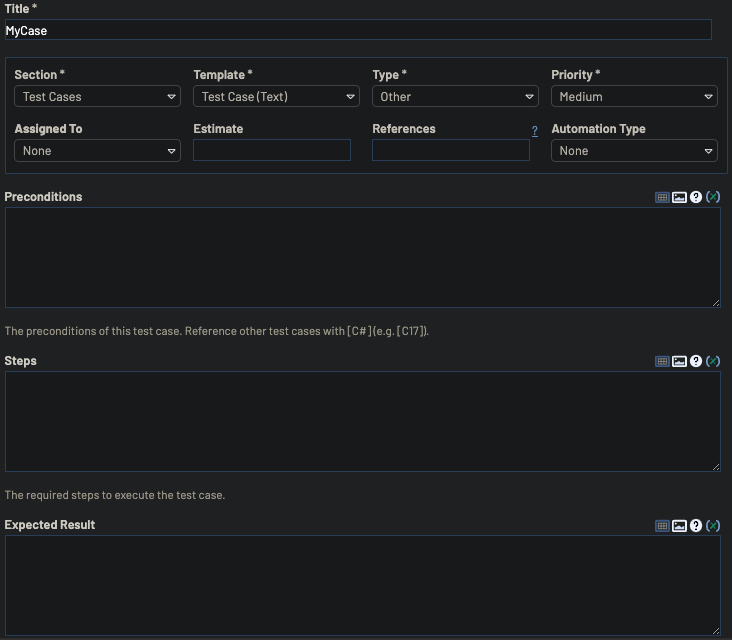 Title *
MyCase
Section * Template * Type * Priority *
Test Cases Test Case (Text) Other Medium
Assigned To Estimate References ? Automation Type
None None
Preconditions ? (x)
The preconditions of this test case. Reference other test cases with [C#] (e.g. [C17]).
Steps ? (x)
The required steps to execute the test case.
Expected Result ? (x)